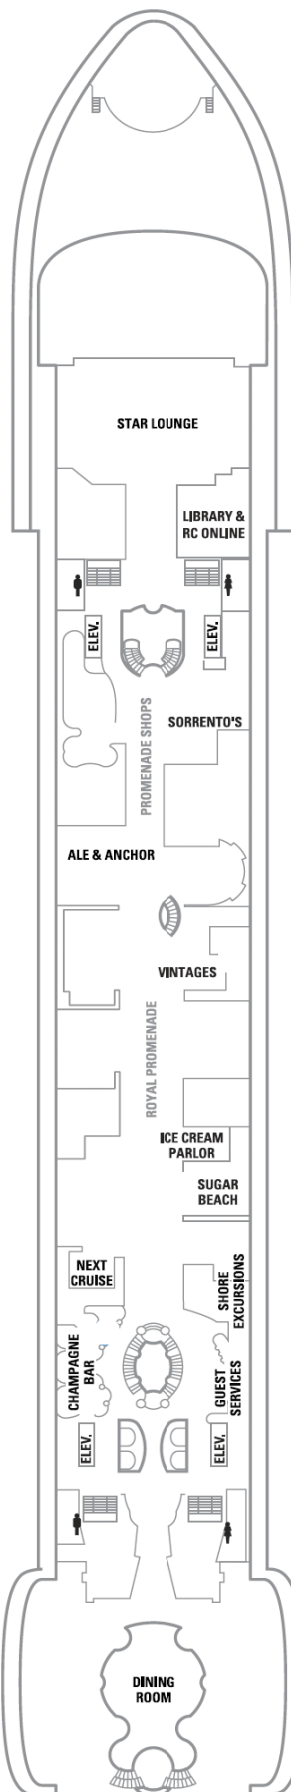 STAR LOUNGE
LIBRARY &
RC ONLINE
ELEV.
ELEV.
PROMENADE SHOPS
SORRENTO'S
ALE & ANCHOR
VINTAGES
ROYAL PROMENADE
ICE CREAM
PARLOR
SUGAR
BEACH
NEXT
CRUISE
SHORE
EXCURSIONS
CHAMPAGNE
BAR
GUEST
SERVICES
ELEV.
ELEV.
DINING
ROOM